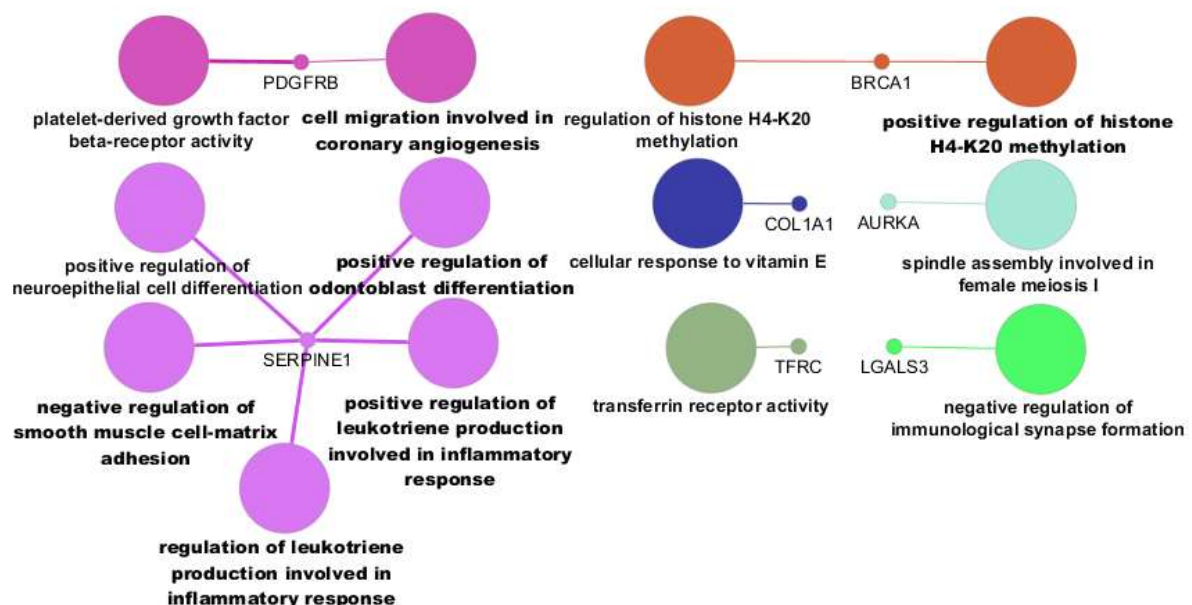 PDGFRB
platelet-derived growth factor
beta-receptor activity
cell migration involved in
coronary angiogenesis
BRCA1
regulation of histone H4-K20
methylation
positive regulation of histone
H4-K20 methylation
positive regulation of
neuroepithelial cell differentiation
positive regulation of
odontoblast differentiation
COL1A1
cellular response to vitamin E
AURKA
spindle assembly involved in
female meiosis I
SERPINE1
negative regulation of
smooth muscle cell-matrix
adhesion
positive regulation of
leukotriene production
involved in inflammatory
response
TFRC
transferrin receptor activity
LGALS3
negative regulation of
immunological synapse formation
regulation of leukotriene
production involved in
inflammatory response